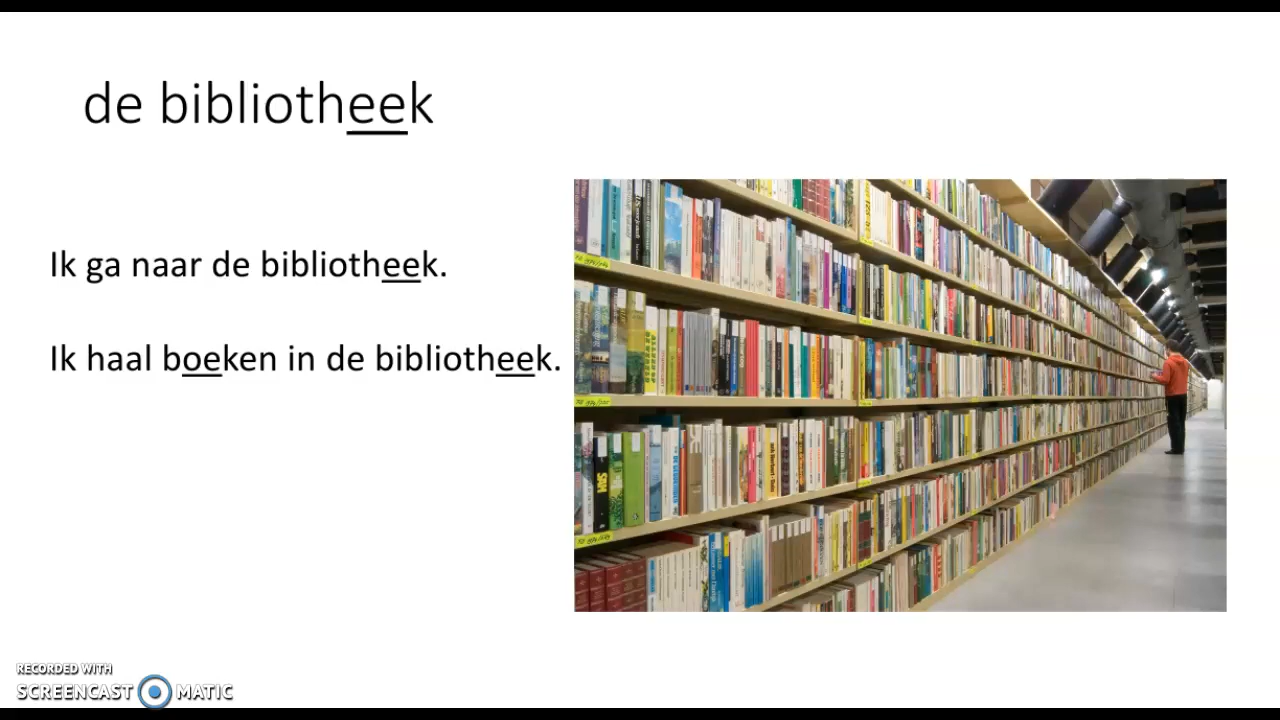 de bibliotheek
Ik ga naar de bibliotheek.
Ik haal boeken in de bibliotheek.
RECORDED WITH
SCREENCAST MATIC